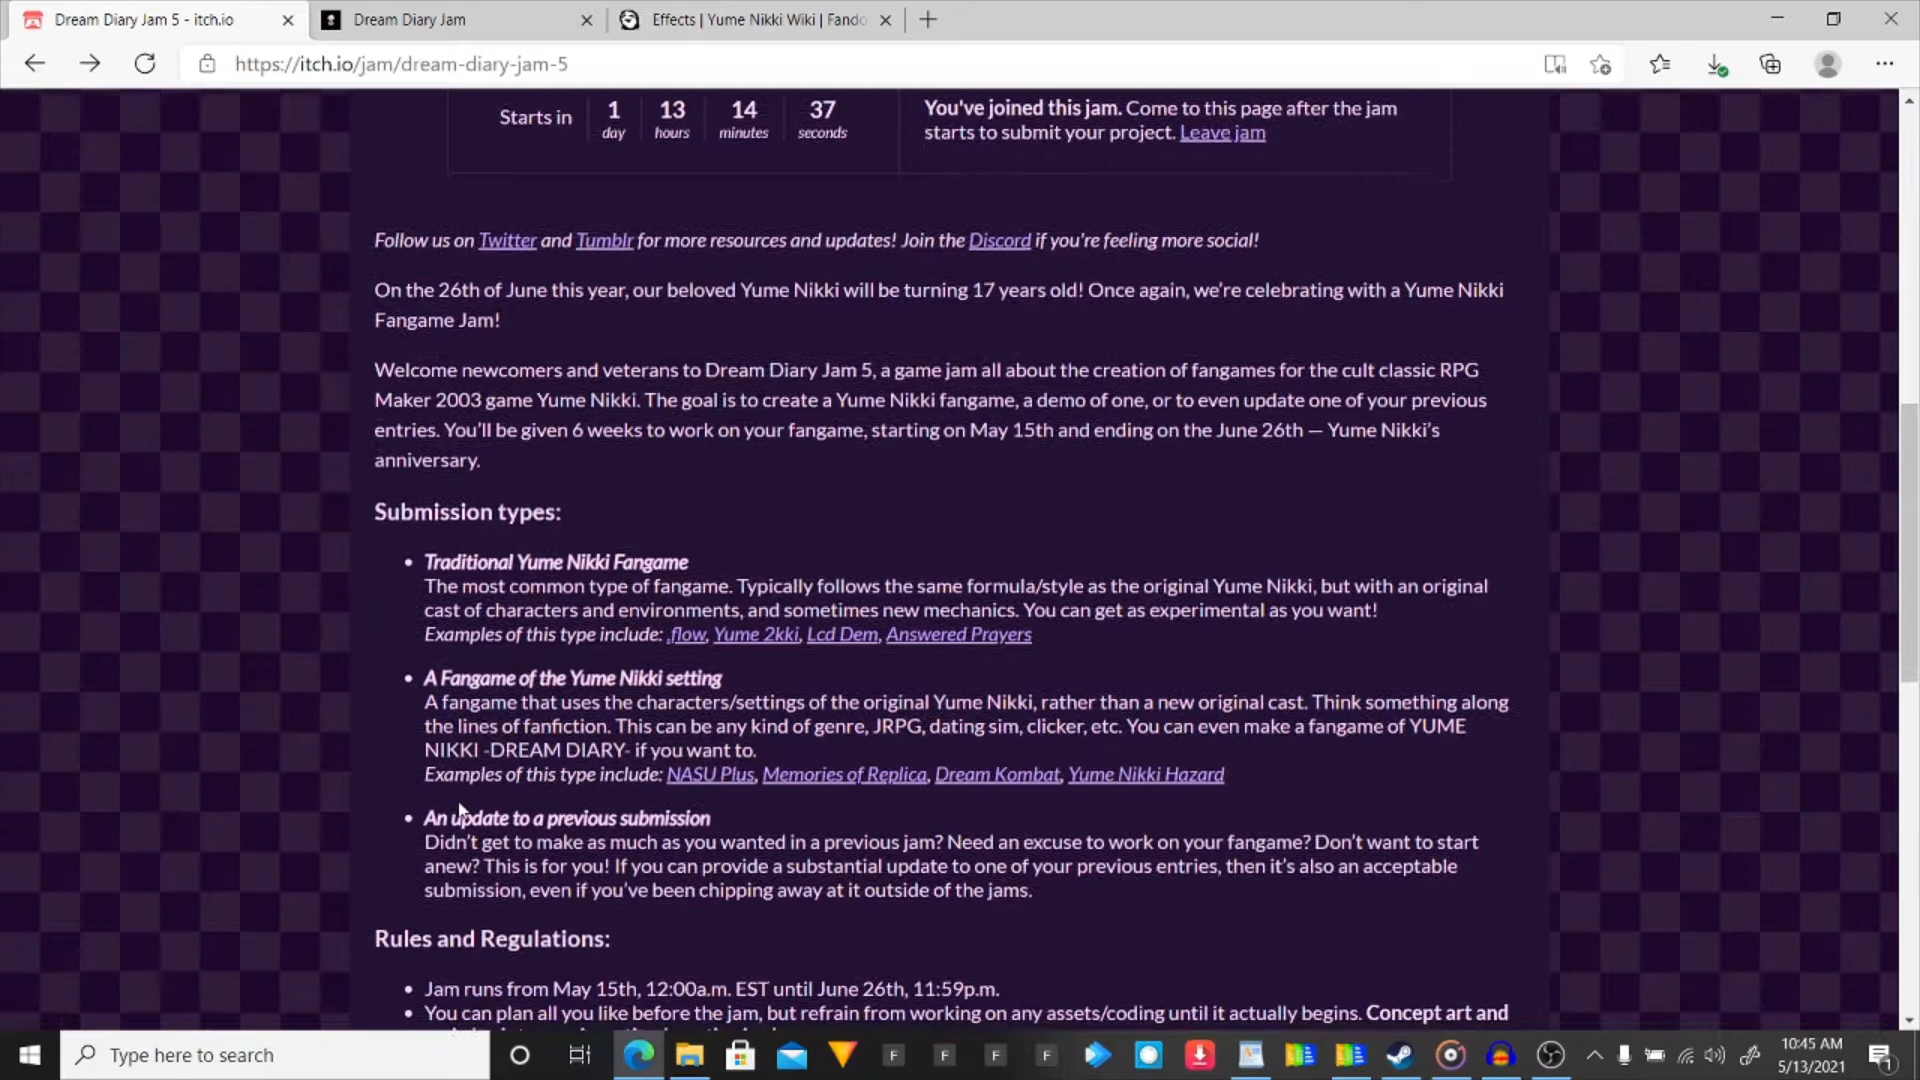 Dream Diary Jam 5 - itch.io
Dream Diary Jam
Effects | Yume Nikki Wiki | Fando
https://itch.io/jam/dream-diary-jam-5
Starts in
1 13 14 37
day hours minutes seconds
You've joined this jam. Come to this page after the jam
starts to submit your project. Leave jam
Follow us on Twitter and Tumblr for more resources and updates! Join the Discord if you're feeling more social!
On the 26th of June this year, our beloved Yume Nikki will be turning 17 years old! Once again, we're celebrating with a Yume Nikki
Fangame Jam!
Welcome newcomers and veterans to Dream Diary Jam 5, a game jam all about the creation of fangames for the cult classic RPG
Maker 2003 game Yume Nikki. The goal is to create a Yume Nikki fangame, a demo of one, or to even update one of your previous
entries. You'll be given 6 weeks to work on your fangame, starting on May 15th and ending on the June 26th — Yume Nikki's
anniversary.
Submission types:
• Traditional Yume Nikki Fangame
The most common type of fangame. Typically follows the same formula/style as the original Yume Nikki, but with an original
cast of characters and environments, and sometimes new mechanics. You can get as experimental as you want!
Examples of this type include: .flow, Yume 2kki, Lcd Dem, Answered Prayers
• A Fangame of the Yume Nikki setting
A fangame that uses the characters/settings of the original Yume Nikki, rather than a new original cast. Think something along
the lines of fanfiction. This can be any kind of genre, JRPG, dating sim, clicker, etc. You can even make a fangame of YUME
NIKKI -DREAM DIARY- if you want to.
Examples of this type include: NASU Plus, Memories of Replica, Dream Kombat, Yume Nikki Hazard
• An update to a previous submission
Didn't get to make as much as you wanted in a previous jam? Need an excuse to work on your fangame? Don't want to start
anew? This is for you! If you can provide a substantial update to one of your previous entries, then it's also an acceptable
submission, even if you've been chipping away at it outside of the jams.
Rules and Regulations:
• Jam runs from May 15th, 12:00a.m. EST until June 26th, 11:59p.m.
• You can plan all you like before the jam, but refrain from working on any assets/coding until it actually begins. Concept art and
Type here to search
F F F F
10:45 AM
5/13/2021
1